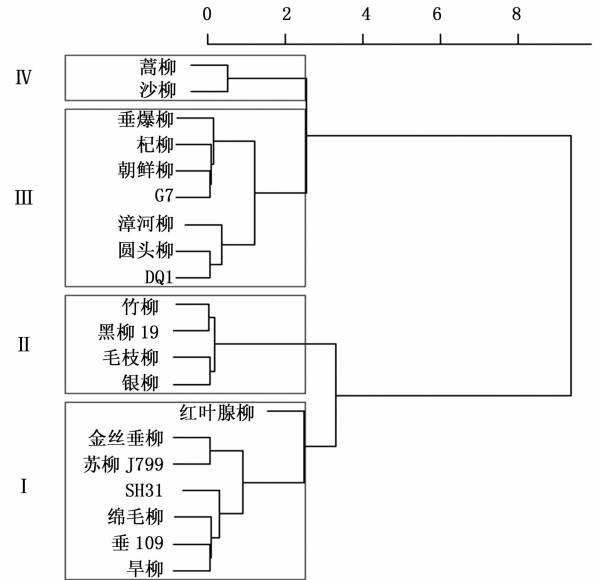 0 2 4 6 8
Ⅳ
蒿柳
沙柳
Ⅲ
垂爆柳
杞柳
朝鲜柳
G7
漳河柳
圆头柳
DQ1
Ⅱ
竹柳
黑柳 19
毛枝柳
银柳
Ⅰ
红叶腺柳
金丝垂柳
苏柳 J799
SH31
绵毛柳
垂 109
旱柳